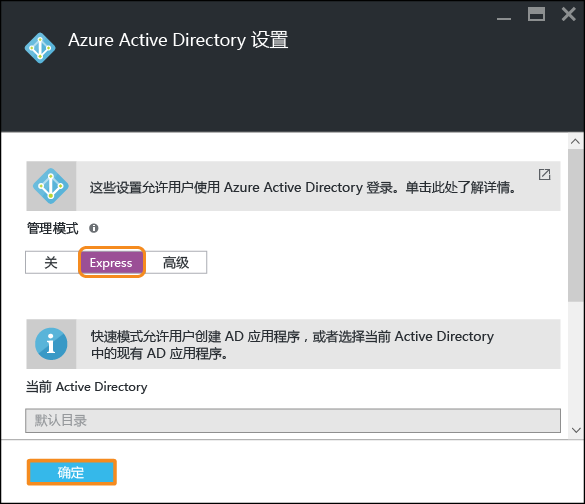 Azure Active Directory 设置
这些设置允许用户使用 Azure Active Directory 登录。单击此处了解详情。
管理模式
关 Express 高级
快速模式允许用户创建 AD 应用程序，或者选择当前 Active Directory
中的现有 AD 应用程序。
当前 Active Directory
默认目录
确定